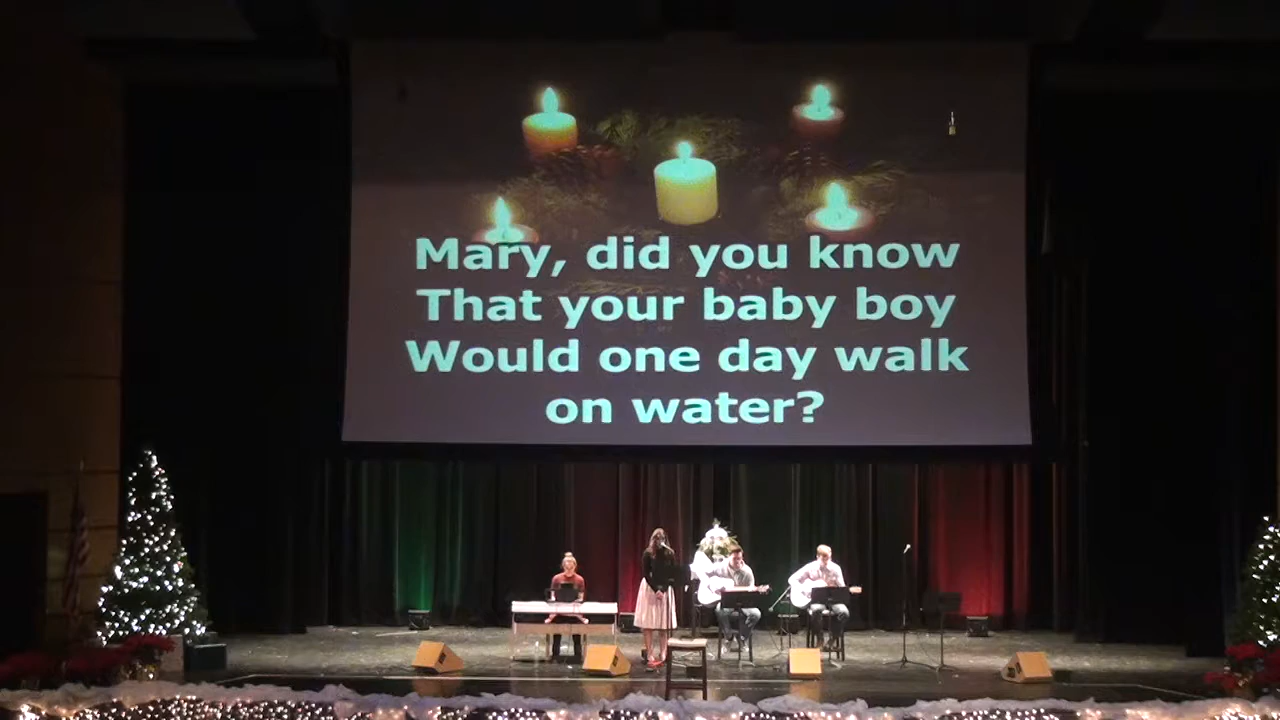 Mary, did you know
That your baby boy
Would one day walk
on water?